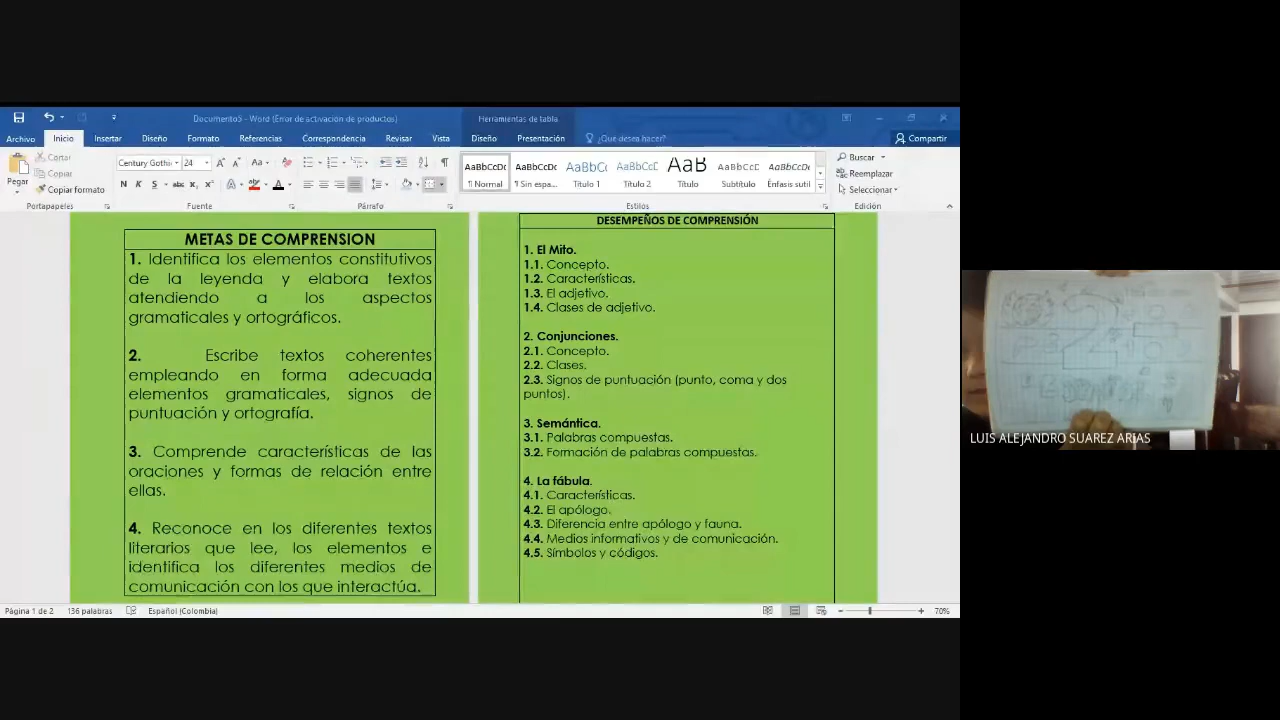 Documento5 - Word (Error de activación de productos)
Herramientas de tabla
Archivo
Inicio
Insertar
Diseño
Formato
Referencias
Correspondencia
Revisar
Vista
Diseño
Presentación
¿Qué desea hacer?
Compartir
Pegar
Cortar
Copiar
Copiar formato
Portapapeles
Century Gothi
24
Aa
N K S abc x₂ x²
Fuente
Párrafo
AaBbCcDc
¶ Normal
AaBbCcDc
¶ Sin espa...
AaBbCc
Título 1
AaBbCcD
Título 2
AaB
Título
AaBbCcD
Subtítulo
AaBbCcDc
Énfasis sutil
Estilos
Buscar
Reemplazar
Seleccionar
Edición
METAS DE COMPRENSION
1. Identifica los elementos constitutivos
de la leyenda y elabora textos
atendiendo a los aspectos
gramaticales y ortográficos.
2. Escribe textos coherentes
empleando en forma adecuada
elementos gramaticales, signos de
puntuación y ortografía.
3. Comprende características de las
oraciones y formas de relación entre
ellas.
4. Reconoce en los diferentes textos
literarios que lee, los elementos e
identifica los diferentes medios de
comunicación con los que interactúa.
DESEMPEÑOS DE COMPRENSIÓN
1. El Mito.
1.1. Concepto.
1.2. Características.
1.3. El adjetivo.
1.4. Clases de adjetivo.
2. Conjunciones.
2.1. Concepto.
2.2. Clases.
2.3. Signos de puntuación (punto, coma y dos
puntos).
3. Semántica.
3.1. Palabras compuestas.
3.2. Formación de palabras compuestas.
4. La fábula.
4.1. Características.
4.2. El apólogo.
4.3. Diferencia entre apólogo y fauna.
4.4. Medios informativos y de comunicación.
4.5. Símbolos y códigos.
Página 1 de 2
136 palabras
Español (Colombia)
70%
2
LUIS ALEJANDRO SUAREZ ARIAS